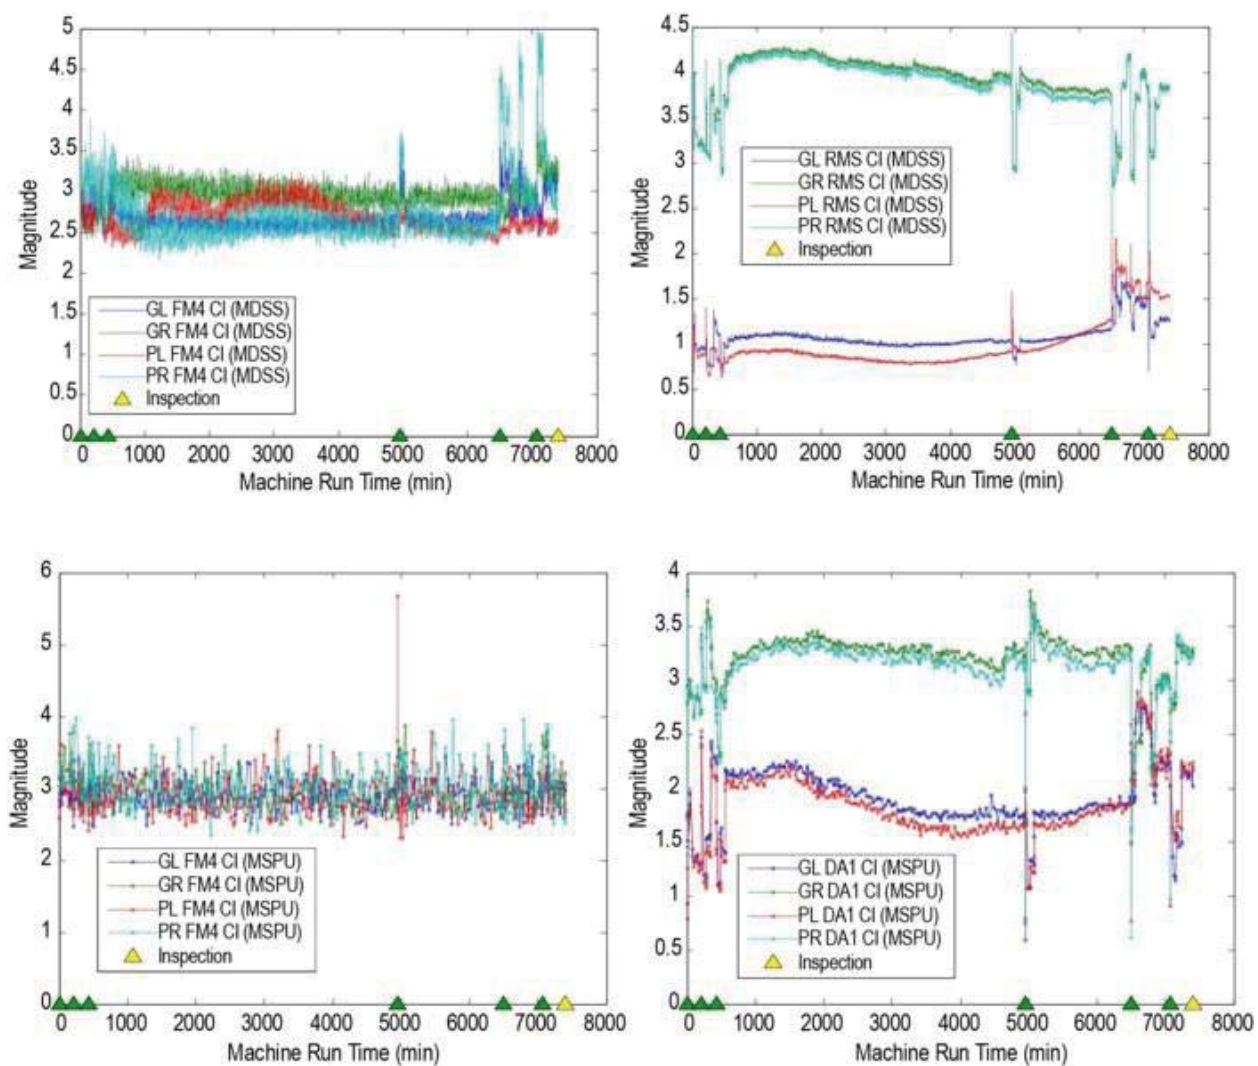 5
4.5
4
3.5
3
2.5
2
1.5
1
0.5
0
Magnitude
GL FM4 CI (MDSS)
GR FM4 CI (MDSS)
PL FM4 CI (MDSS)
PR FM4 CI (MDSS)
Inspection
0 1000 2000 3000 4000 5000 6000 7000 8000
Machine Run Time (min)
4.5
4
3.5
3
2.5
2
1.5
1
0.5
0
Magnitude
GL RMS CI (MDSS)
GR RMS CI (MDSS)
PL RMS CI (MDSS)
PR RMS CI (MDSS)
Inspection
0 1000 2000 3000 4000 5000 6000 7000 8000
Machine Run Time (min)
6
5
4
3
2
1
0
Magnitude
GL FM4 CI (MSPU)
GR FM4 CI (MSPU)
PL FM4 CI (MSPU)
PR FM4 CI (MSPU)
Inspection
0 1000 2000 3000 4000 5000 6000 7000 8000
Machine Run Time (min)
4
3.5
3
2.5
2
1.5
1
0.5
0
Magnitude
GL DA1 CI (MSPU)
GR DA1 CI (MSPU)
PL DA1 CI (MSPU)
PR DA1 CI (MSPU)
Inspection
0 1000 2000 3000 4000 5000 6000 7000 8000
Machine Run Time (min)